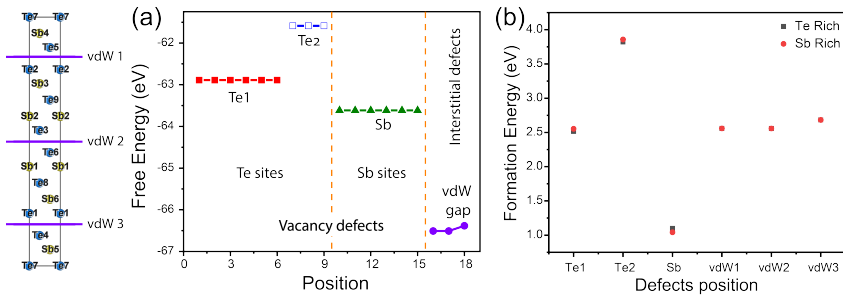 Te7 Te7
Sb4
Te5
vdW 1
Te2 Te2
Sb3
Te9
Sb2 Sb2
Te3
vdW 2
Te6
Sb1 Sb1
Te8
Sb6
Te1 Te1
vdW 3
Te4
Sb5
Te7 Te7
(a)
Free Energy (eV)
-62
-63
-64
-65
-66
-67
Te2
Te1
Sb
Interstitial defects
Te sites
Sb sites
vdW
gap
Vacancy defects
0 3 6 9 12 15 18
Position
(b)
Formation Energy (eV)
4.0
3.5
3.0
2.5
2.0
1.5
1.0
Te Rich
Sb Rich
Te1 Te2 Sb vdW1 vdW2 vdW3
Defects position